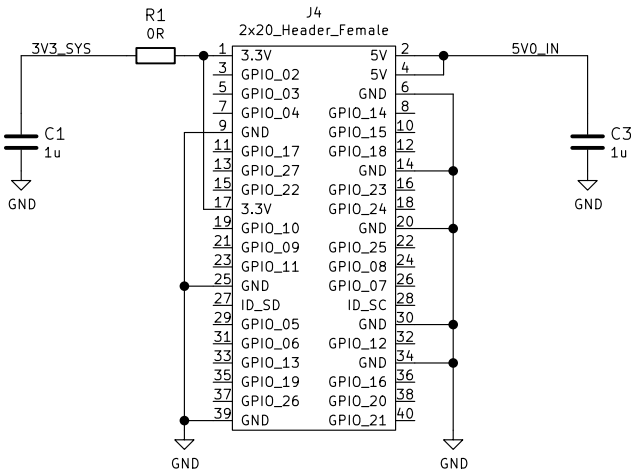 R1
0R
J4
2x20_Header_Female
3V3_SYS
5V0_IN
1 3.3V 5V 2
3 GPIO_02 5V 4
5 GPIO_03 GND 6
7 GPIO_04 GPIO_14 8
9 GND GPIO_15 10
11 GPIO_17 GPIO_18 12
13 GPIO_27 GND 14
15 GPIO_22 GPIO_23 16
17 3.3V GPIO_24 18
19 GPIO_10 GND 20
21 GPIO_09 GPIO_25 22
23 GPIO_11 GPIO_08 24
25 GND GPIO_07 26
27 ID_SD ID_SC 28
29 GPIO_05 GND 30
31 GPIO_06 GPIO_12 32
33 GPIO_13 GND 34
35 GPIO_19 GPIO_16 36
37 GPIO_26 GPIO_20 38
39 GND GPIO_21 40
C1
1u
GND
C3
1u
GND
GND
GND